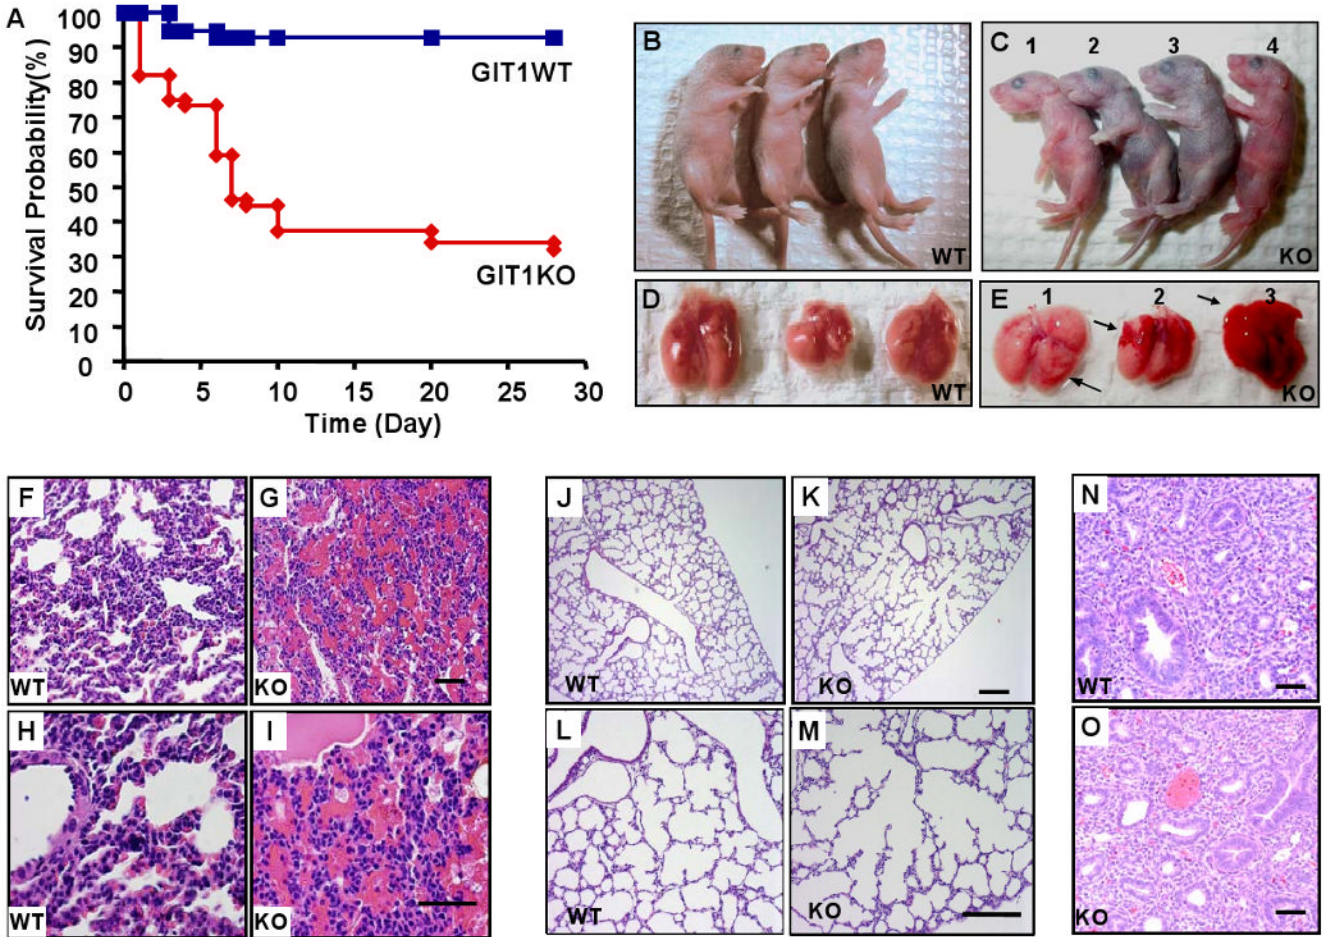 A
Survival Probability(%)
100
90
80
70
60
50
40
30
20
10
0
0 5 10 15 20 25 30
Time (Day)
GIT1WT
GIT1KO
B
WT
C
1 2 3 4
KO
D
WT
E
1 2 3
KO
F
WT
G
KO
H
WT
I
KO
J
WT
K
KO
L
WT
M
KO
N
WT
O
KO